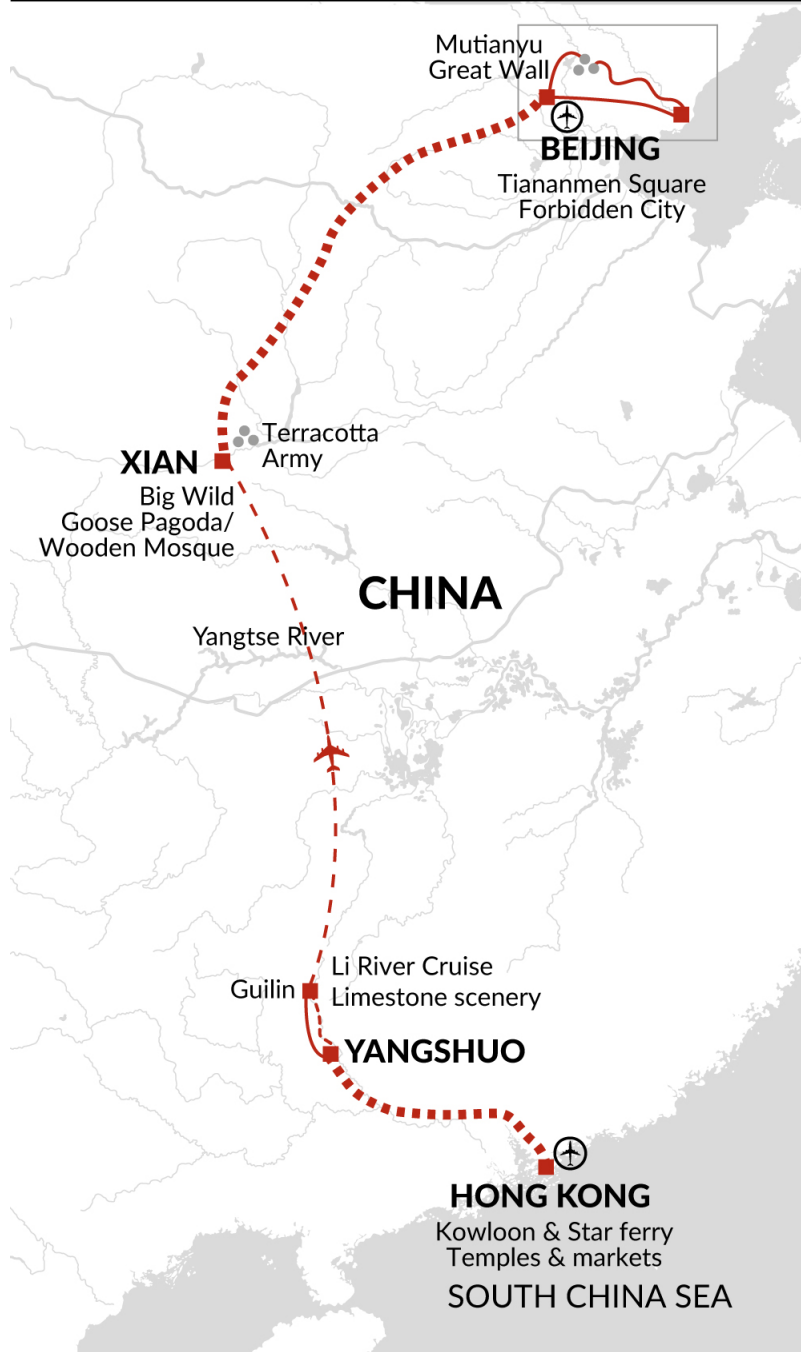 Mutianyu
Great Wall
BEIJING
Tiananmen Square
Forbidden City
Terracotta
Army
XIAN
Big Wild
Goose Pagoda/
Wooden Mosque
CHINA
Yangtse River
Li River Cruise
Guilin
Limestone scenery
YANGSHUO
HONG KONG
Kowloon & Star ferry
Temples & markets
SOUTH CHINA SEA